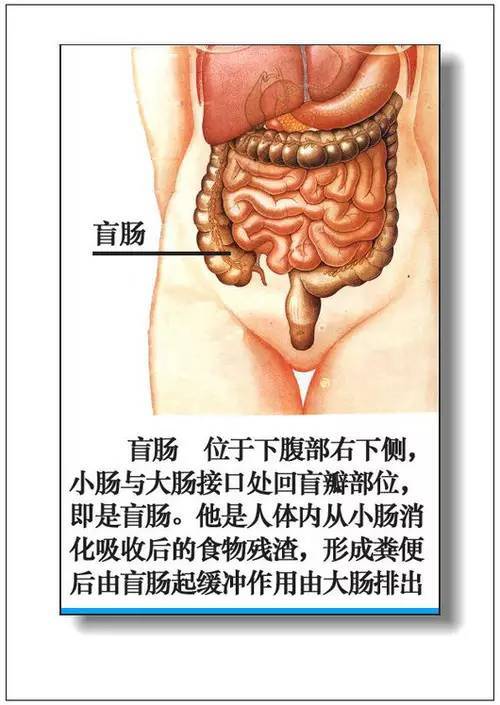 盲肠
盲肠 位于下腹部右下侧，
小肠与大肠接口处回盲瓣部位，
即是盲肠。他是人体内从小肠消
化吸收后的食物残渣，形成粪便
后由盲肠起缓冲作用由大肠排出